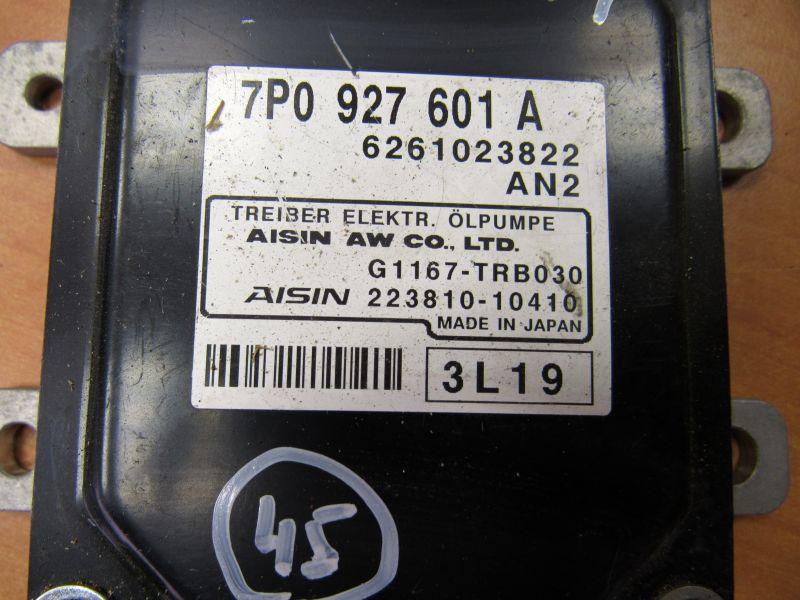 7P0 927 601 A
6261023822
AN2
TREIBER ELEKTR. ÖLPUMPE
AISIN AW CO., LTD.
G1167-TRB030
AISIN 223810-10410
MADE IN JAPAN
3L19
45